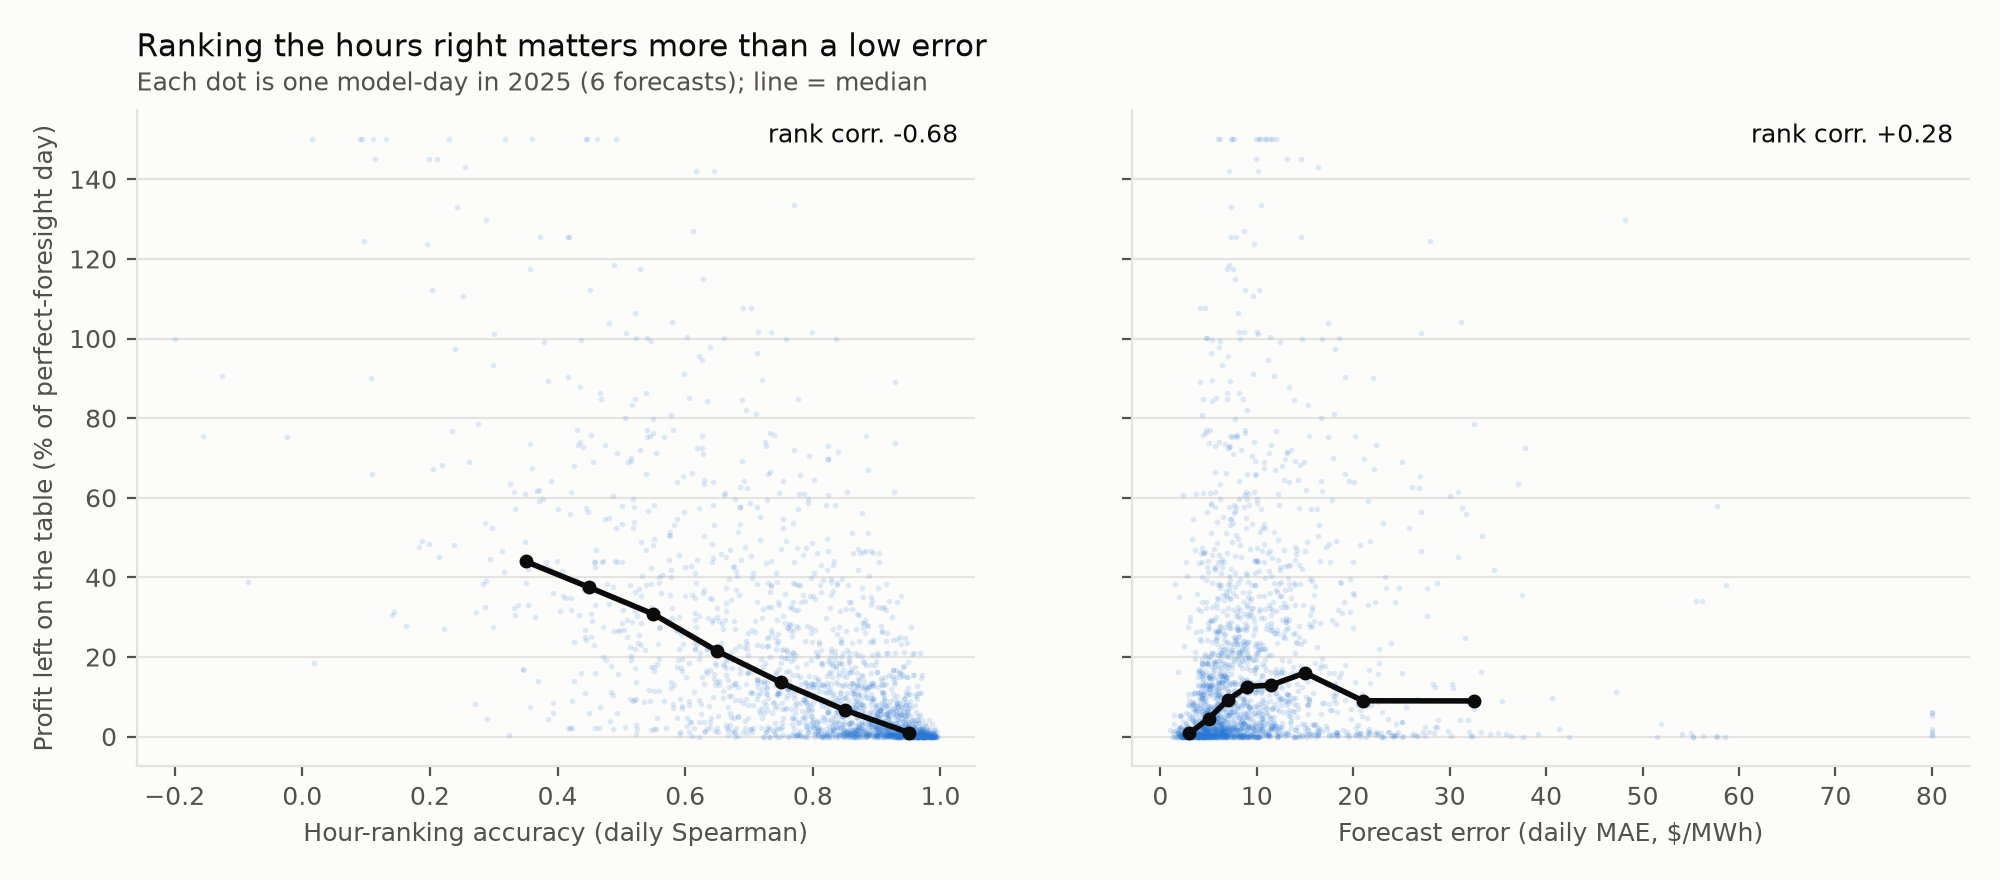 Ranking the hours right matters more than a low error
Each dot is one model-day in 2025 (6 forecasts); line = median
Profit left on the table (% of perfect-foresight day)
rank corr. -0.68
140
120
100
80
60
40
20
0
−0.2 0.0 0.2 0.4 0.6 0.8 1.0
Hour-ranking accuracy (daily Spearman)
rank corr. +0.28
0 10 20 30 40 50 60 70 80
Forecast error (daily MAE, $/MWh)